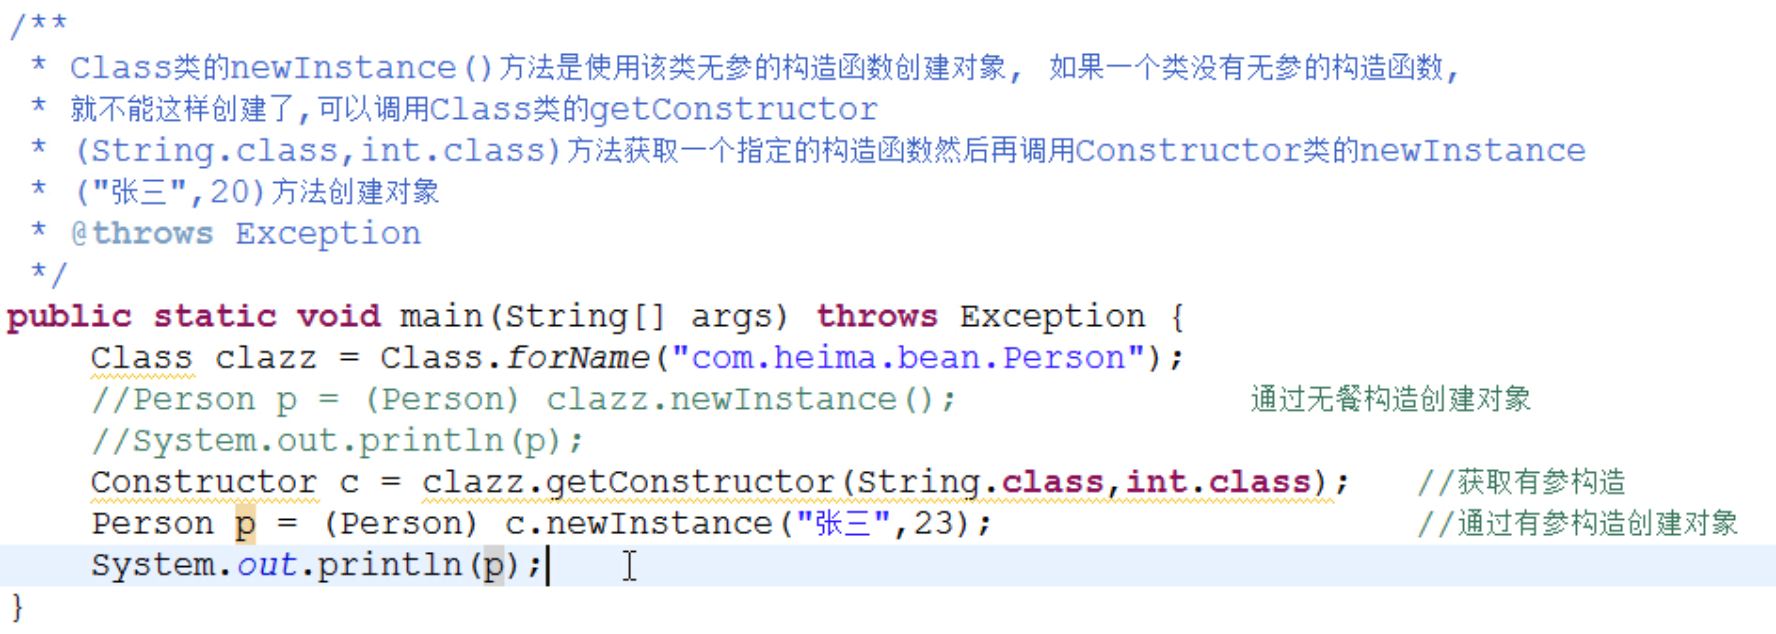 /**
 * Class类的newInstance()方法是使用该类无参的构造函数创建对象, 如果一个类没有无参的构造函数,
 * 就不能这样创建了,可以调用Class类的getConstructor
 * (String.class,int.class)方法获取一个指定的构造函数然后再调用Constructor类的newInstance
 * ("张三",20)方法创建对象
 * @throws Exception
 */
public static void main(String[] args) throws Exception {
    Class clazz = Class.forName("com.heima.bean.Person");
    //Person p = (Person) clazz.newInstance();    通过无餐构造创建对象
    //System.out.println(p);
    Constructor c = clazz.getConstructor(String.class,int.class);    //获取有参构造
    Person p = (Person) c.newInstance("张三",23);    //通过有参构造创建对象
    System.out.println(p);
}